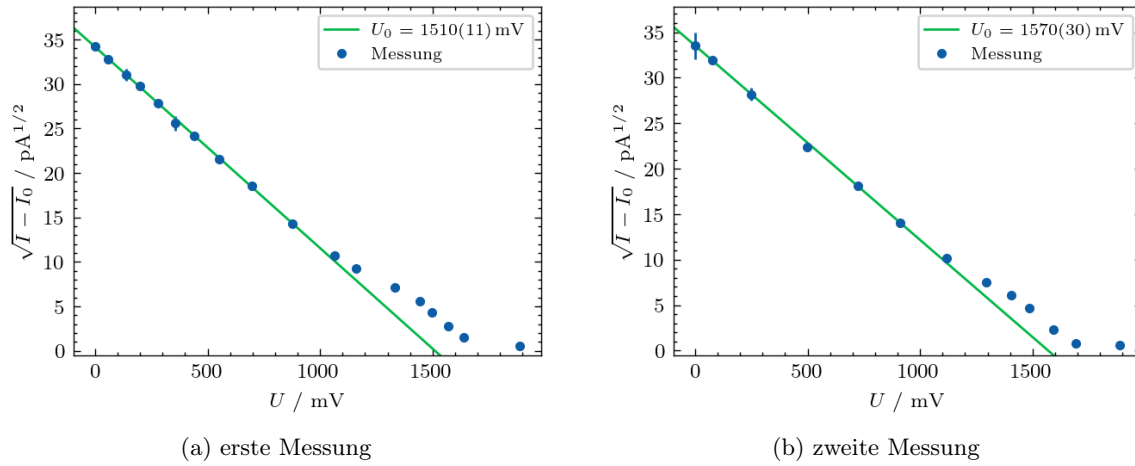 U₀ = 1510(11) mV
Messung
√(I − I₀) / pA^{1/2}
35
30
25
20
15
10
5
0
0
500
1000
1500
U / mV
(a) erste Messung
U₀ = 1570(30) mV
Messung
√(I − I₀) / pA^{1/2}
35
30
25
20
15
10
5
0
0
500
1000
1500
U / mV
(b) zweite Messung